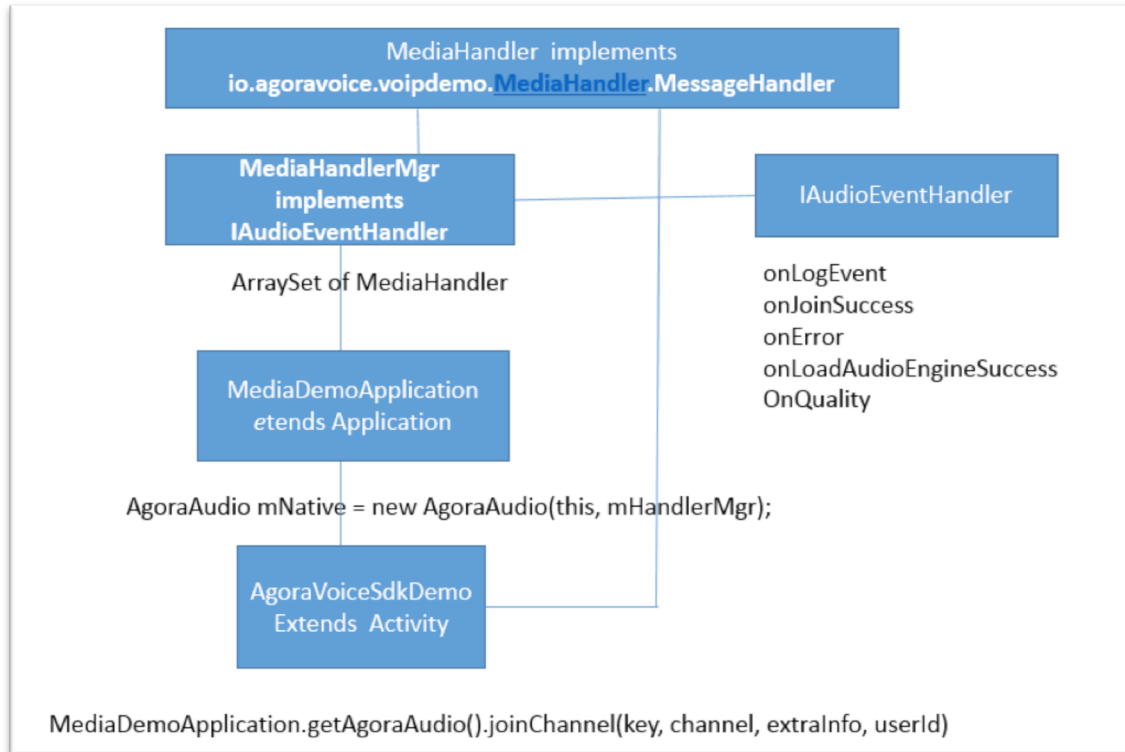 MediaHandler implements
io.agoravoice.voipdemo.MediaHandler.MessageHandler
MediaHandlerMgr
implements
IAudioEventHandler
IAudioEventHandler
ArraySet of MediaHandler
onLogEvent
onJoinSuccess
onError
onLoadAudioEngineSuccess
OnQuality
MediaDemoApplication
etends Application
AgoraAudio mNative = new AgoraAudio(this, mHandlerMgr);
AgoraVoiceSdkDemo
Extends Activity
MediaDemoApplication.getAgoraAudio().joinChannel(key, channel, extraInfo, userId)